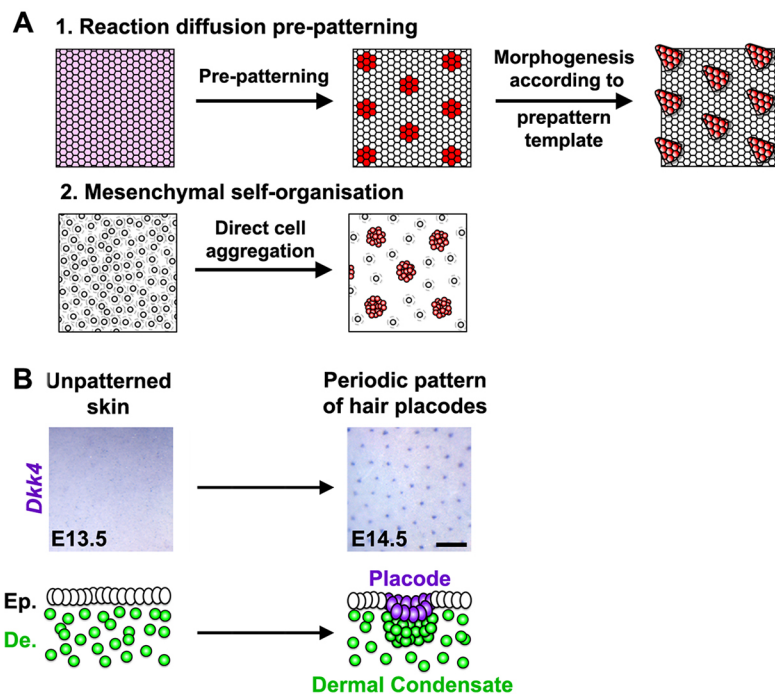 A
1. Reaction diffusion pre-patterning
Pre-patterning
Morphogenesis
according to
prepattern
template
2. Mesenchymal self-organisation
Direct cell
aggregation
B
Unpatterned
skin
Periodic pattern
of hair placodes
Dkk4
E13.5
E14.5
Placode
Ep.
De.
Dermal Condensate